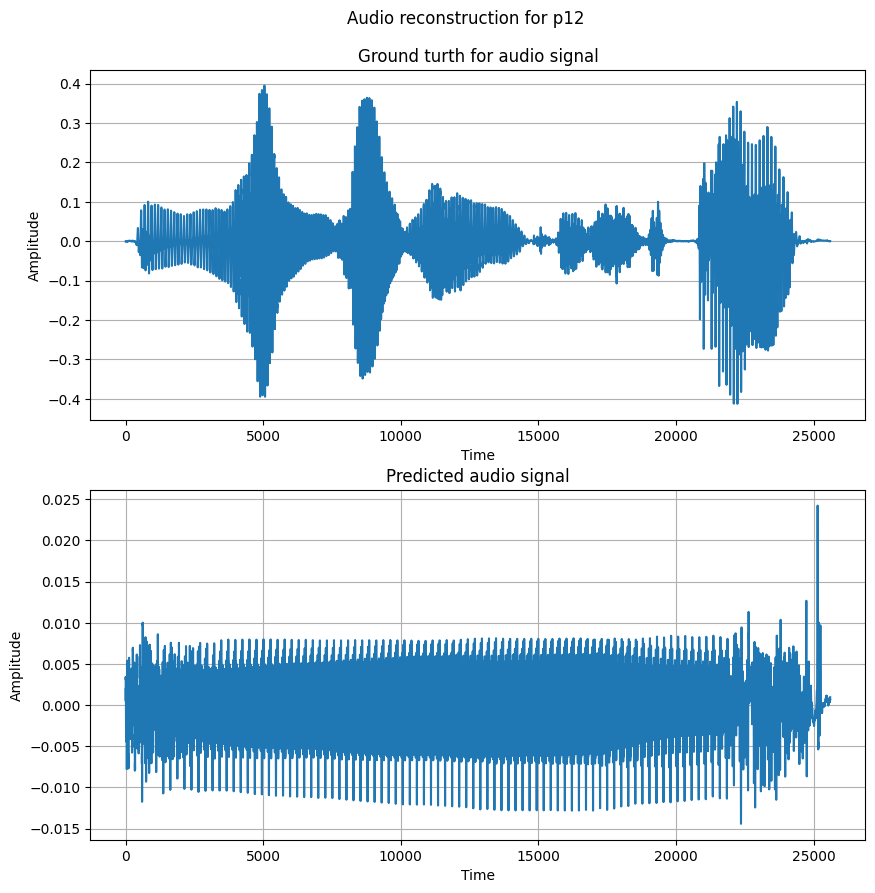 Audio reconstruction for p12
Ground turth for audio signal
0.4
0.3
0.2
0.1
0.0
−0.1
−0.2
−0.3
−0.4
Amplitude
0 5000 10000 15000 20000 25000
Time
Predicted audio signal
0.025
0.020
0.015
0.010
0.005
0.000
−0.005
−0.010
−0.015
Amplitude
0 5000 10000 15000 20000 25000
Time